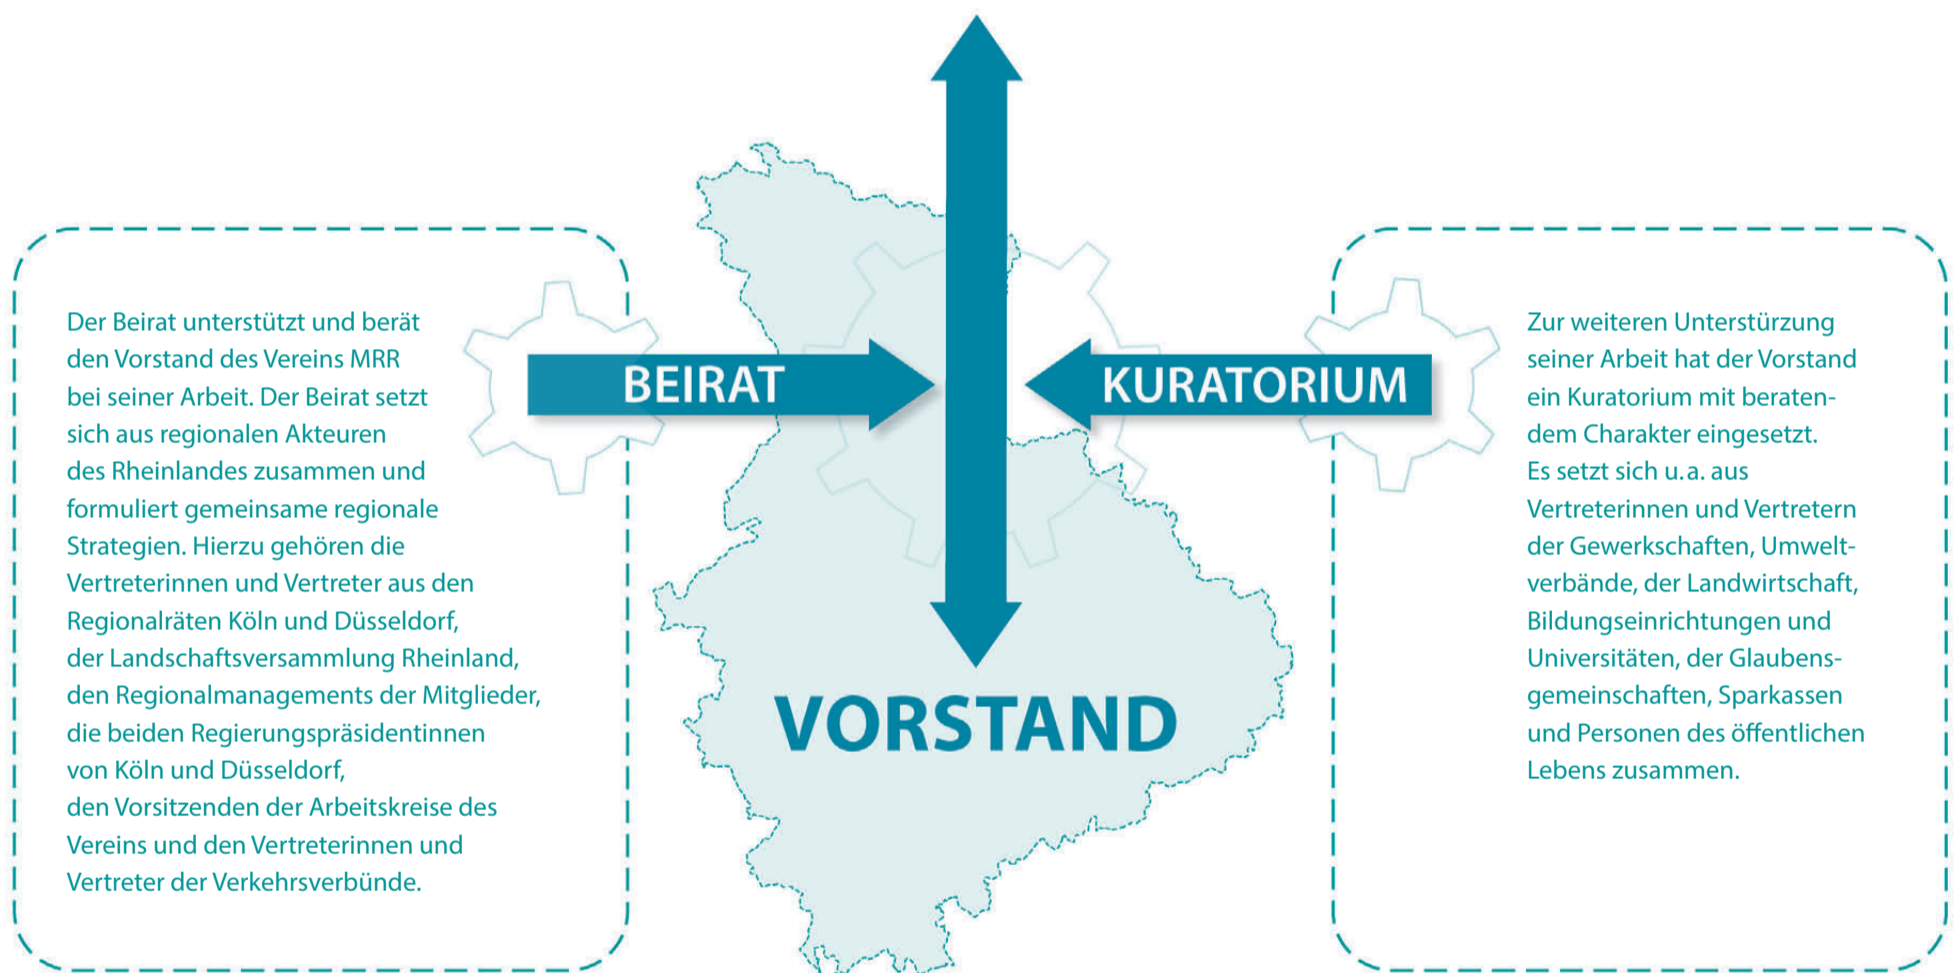 Der Beirat unterstützt und berät
den Vorstand des Vereins MRR
bei seiner Arbeit. Der Beirat setzt
sich aus regionalen Akteuren
des Rheinlandes zusammen und
formuliert gemeinsame regionale
Strategien. Hierzu gehören die
Vertreterinnen und Vertreter aus den
Regionalräten Köln und Düsseldorf,
der Landschaftsversammlung Rheinland,
den Regionalmanagements der Mitglieder,
die beiden Regierungspräsidentinnen
von Köln und Düsseldorf,
den Vorsitzenden der Arbeitskreise des
Vereins und den Vertreterinnen und
Vertreter der Verkehrsverbünde.
BEIRAT
KURATORIUM
VORSTAND
Zur weiteren Unterstürzung
seiner Arbeit hat der Vorstand
ein Kuratorium mit beraten-
dem Charakter eingesetzt.
Es setzt sich u. a. aus
Vertreterinnen und Vertretern
der Gewerkschaften, Umwelt-
verbände, der Landwirtschaft,
Bildungseinrichtungen und
Universitäten, der Glaubens-
gemeinschaften, Sparkassen
und Personen des öffentlichen
Lebens zusammen.